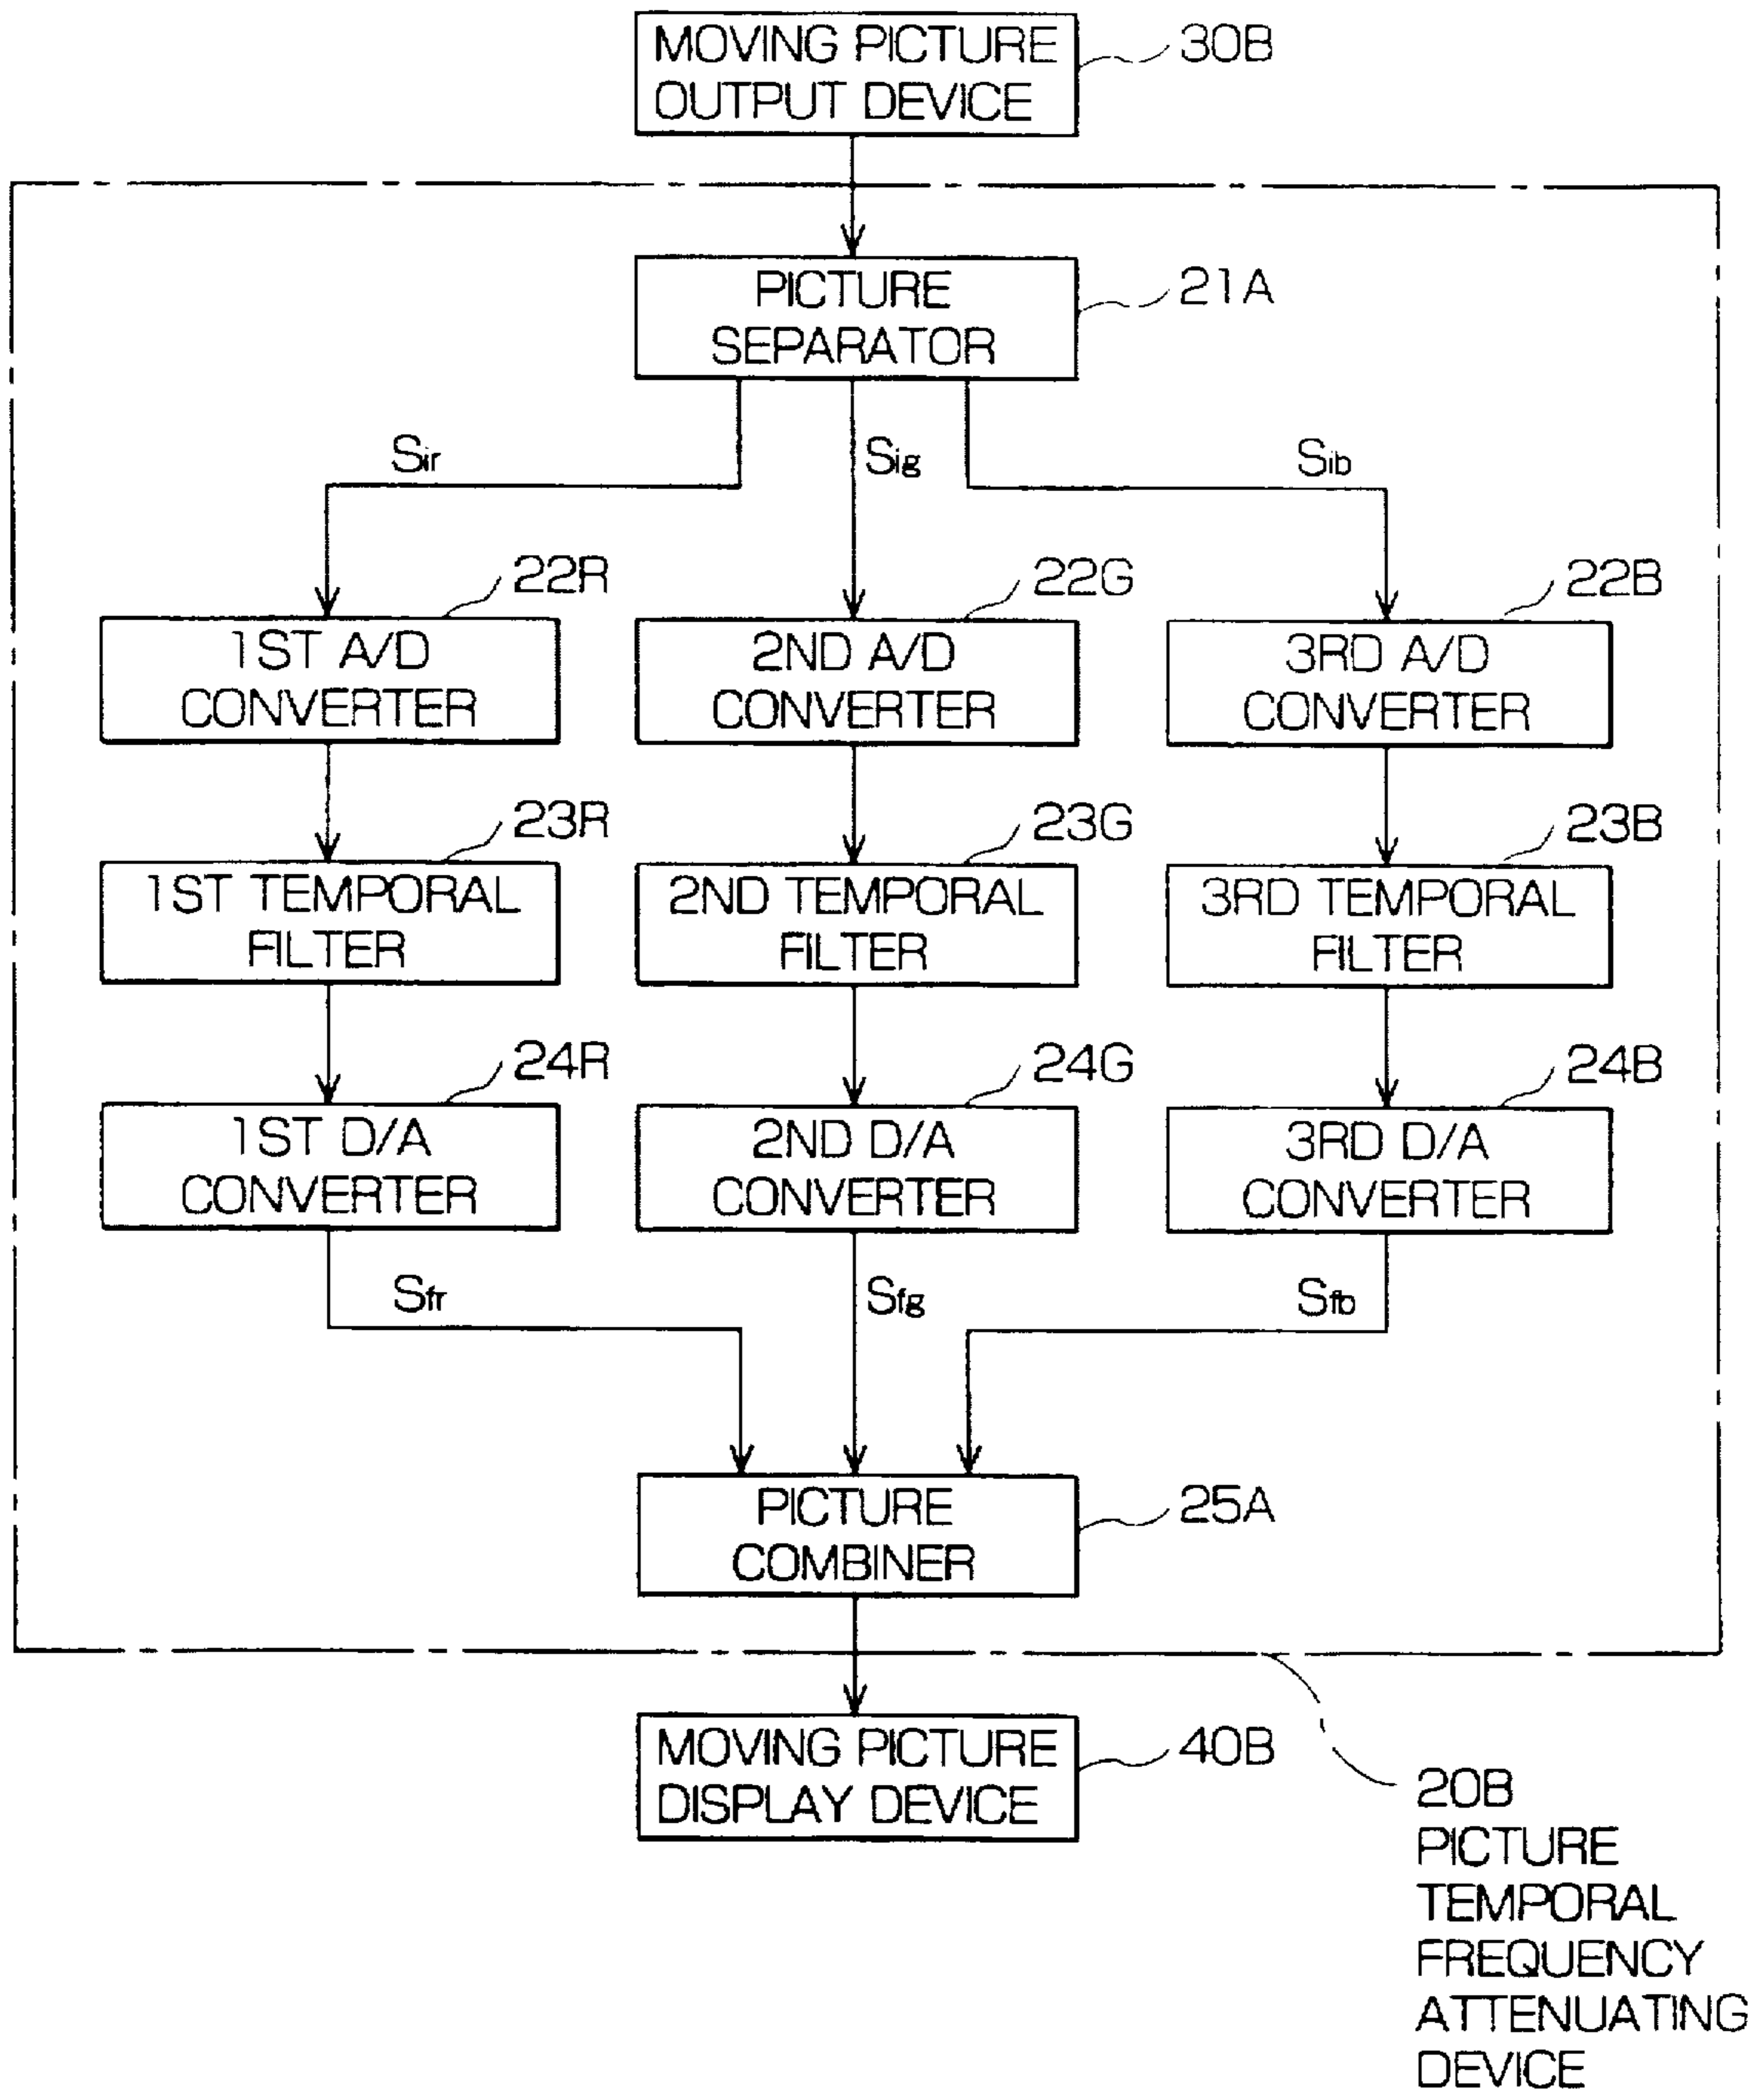 MOVING PICTURE
OUTPUT DEVICE
30B
PICTURE
SEPARATOR
21A
Sir
Sig
Sib
22R
22G
22B
1ST A/D
CONVERTER
2ND A/D
CONVERTER
3RD A/D
CONVERTER
23R
23G
23B
1ST TEMPORAL
FILTER
2ND TEMPORAL
FILTER
3RD TEMPORAL
FILTER
24R
24G
24B
1ST D/A
CONVERTER
2ND D/A
CONVERTER
3RD D/A
CONVERTER
Sfr
Sfg
Sfb
PICTURE
COMBINER
25A
MOVING PICTURE
DISPLAY DEVICE
40B
20B
PICTURE
TEMPORAL
FREQUENCY
ATTENUATING
DEVICE